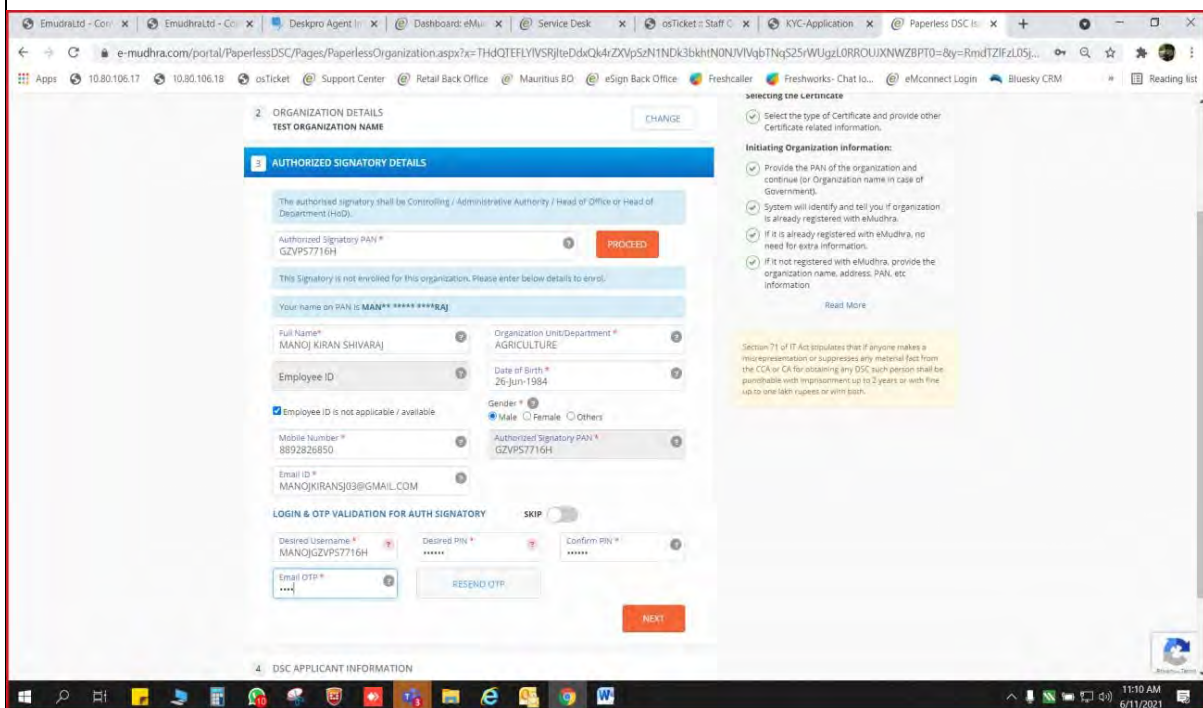 EmudraLtd - Con
EmudhraLtd - Co
Deskpro Agent In
Dashboard: eMu
Service Desk
osTicket :: Staff C
KYC-Application
Paperless DSC Is
e-mudhra.com/portal/PaperlessDSC/Pages/PaperlessOrganization.aspx
Apps
10.80.106.17
10.80.106.18
osTicket
Support Center
Retail Back Office
Mauritius BO
eSign Back Office
Freshcaller
Freshworks- Chat lo...
eMconnect Login
Bluesky CRM
»
Reading list
2 ORGANIZATION DETAILS
TEST ORGANIZATION NAME
CHANGE
3 AUTHORIZED SIGNATORY DETAILS
The authorised signatory shall be Controlling / Administrative Authority / Head of Office or Head of
Department (HoD).
Authorized Signatory PAN *
GZVPS7716H
PROCEED
This Signatory is not enrolled for this organization. Please enter below details to enrol.
Your name on PAN is MAN** ***** ****RAJ
Full Name*
MANOJ KIRAN SHIVARAJ
Organization Unit/Department *
AGRICULTURE
Employee ID
Date of Birth *
26-Jun-1984
Employee ID is not applicable / available
Gender *
Male Female Others
Mobile Number *
8892826850
Authorized Signatory PAN *
GZVPS7716H
Email ID *
MANOJKIRANSJ03@GMAIL.COM
LOGIN & OTP VALIDATION FOR AUTH SIGNATORY
SKIP
Desired Username *
MANOJGZVPS7716H
Desired PIN *
••••••
Confirm PIN *
••••••
Email OTP *
••••
RESEND OTP
NEXT
4 DSC APPLICANT INFORMATION
Selecting the Certificate
Select the type of Certificate and provide other
Certificate related information.
Initiating Organization information:
Provide the PAN of the organization and
continue (or Organization name in case of
Government).
System will identify and tell you if organization
is already registered with eMudhra.
If it is already registered with eMudhra, no
need for extra information.
If it not registered with eMudhra, provide the
organization name, address, PAN, etc
information
Read More
Section 71 of IT Act stipulates that if anyone makes a
misrepresentation or suppresses any material fact from
the CCA or CA for obtaining any DSC such person shall be
punishable with imprisonment up to 2 years or with fine
up to one lakh rupees or with both.
11:10 AM
6/11/2021